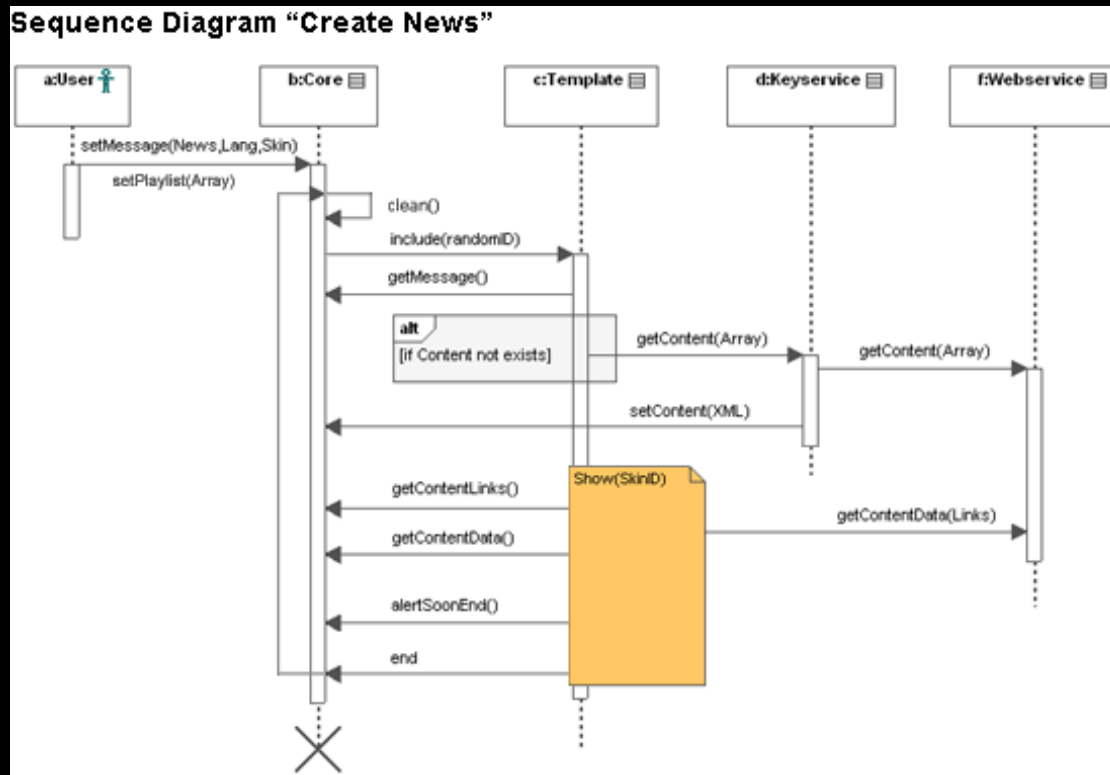 Sequence Diagram “Create News”
a:User
b:Core
c:Template
d:Keyservice
f:Webservice
setMessage(News,Lang,Skin)
setPlaylist(Array)
clean()
include(randomID)
getMessage()
alt
[if Content not exists]
getContent(Array)
getContent(Array)
setContent(XML)
Show(SkinID)
getContentLinks()
getContentData(Links)
getContentData()
alertSoonEnd()
end